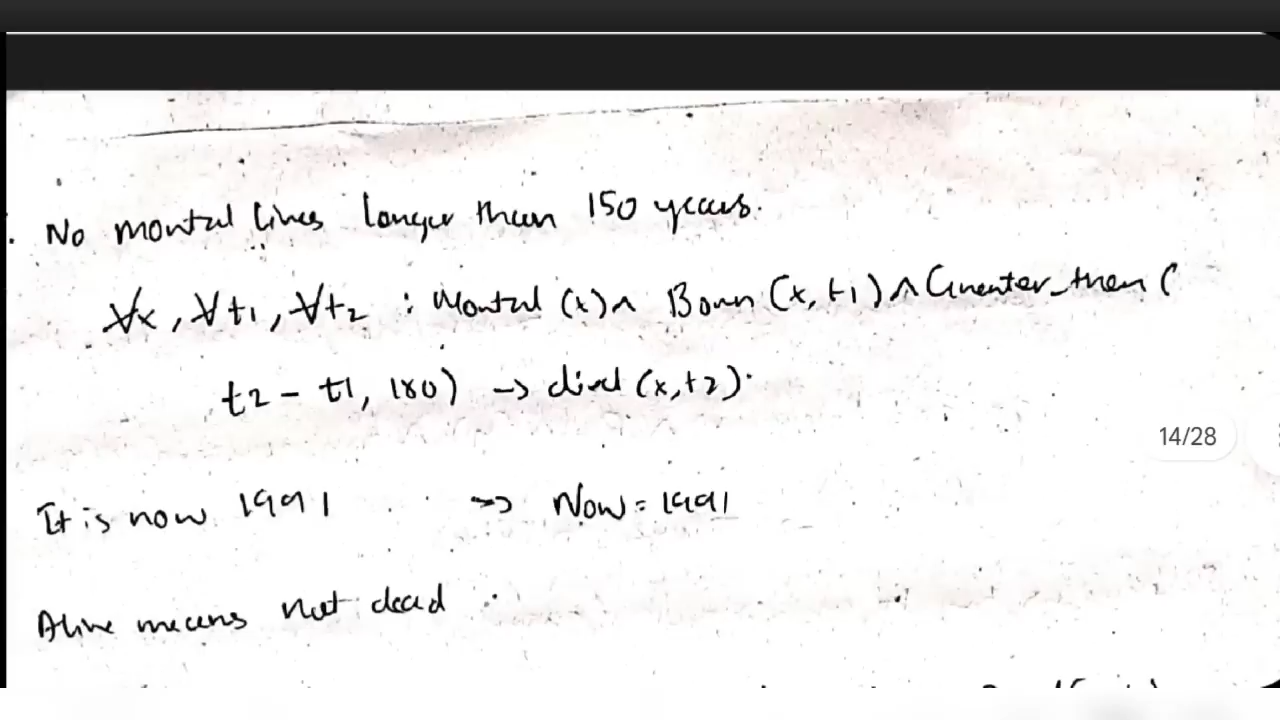 No mortal lives longer than 150 years.
∀x, ∀t1, ∀t2 : Mortal (x) ∧ Born (x, t1) ∧ Greater_than (
t2 - t1, 150) → died (x, t2).
14/28
It is now 1991 → Now = 1991
Alive means not dead